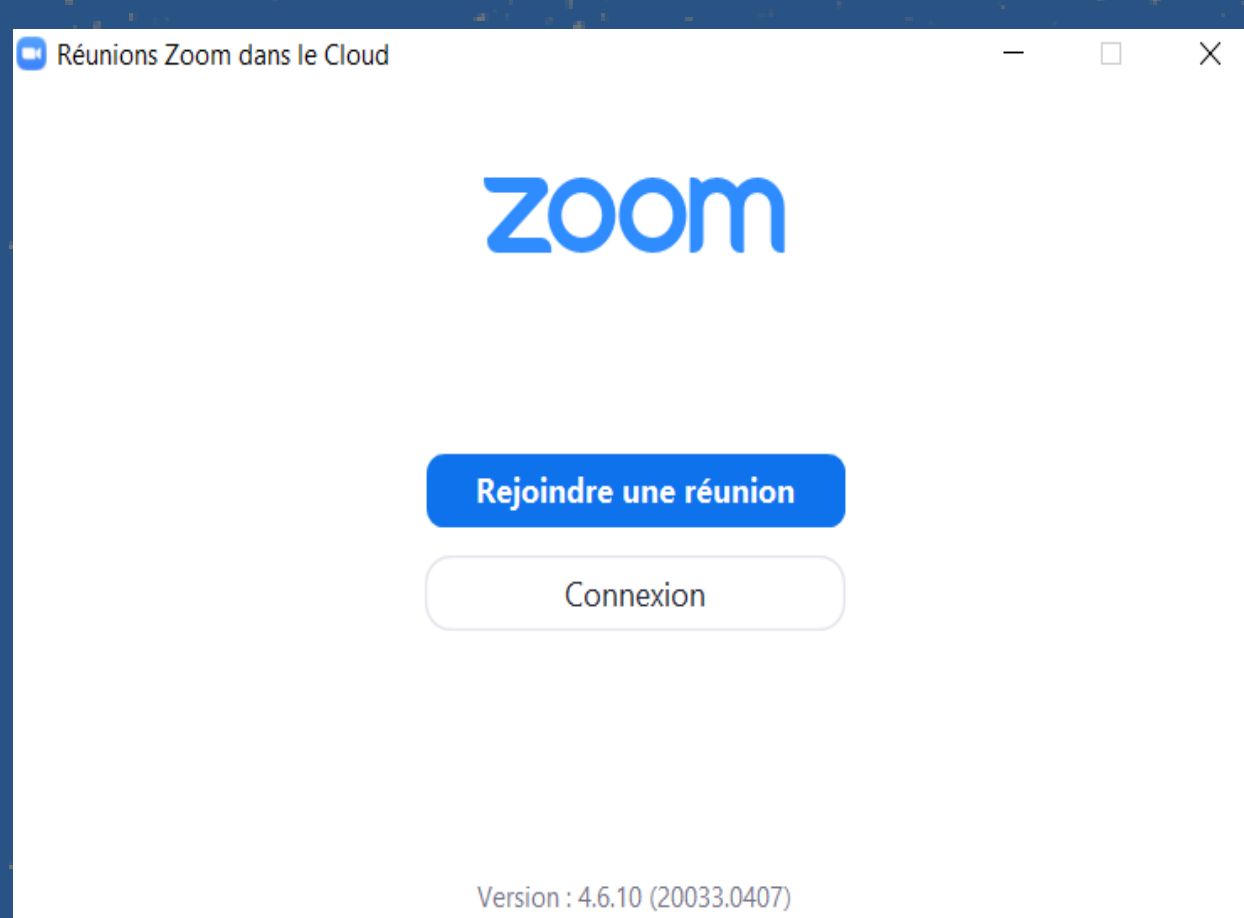 Réunions Zoom dans le Cloud
zoom
Rejoindre une réunion
Connexion
Version : 4.6.10 (20033.0407)